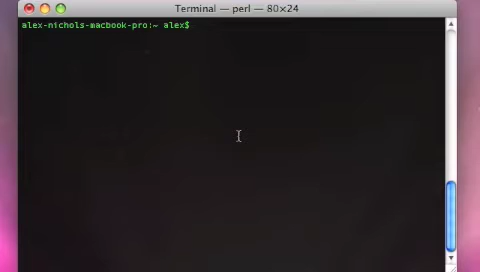 Terminal — perl — 80×24
alex-nichols-macbook-pro:~ alex$